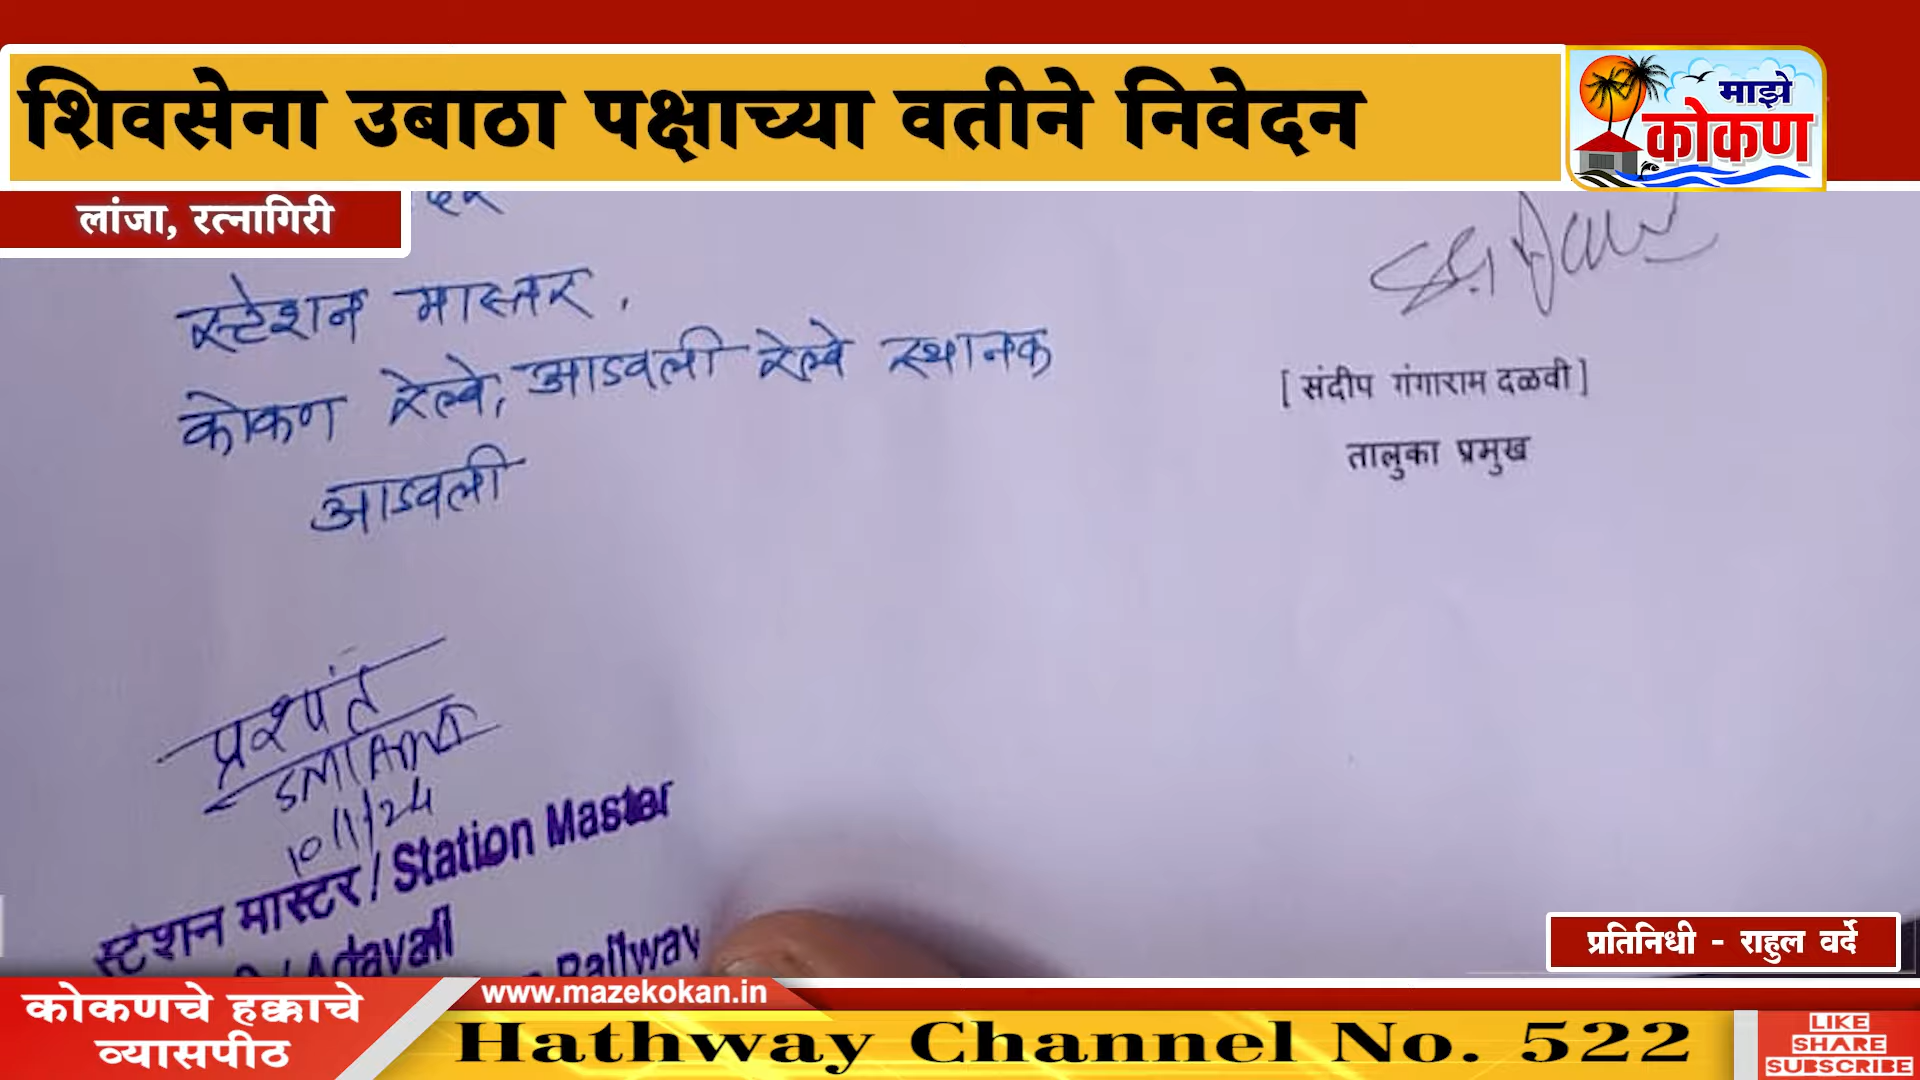 शिवसेना उबाठा पक्षाच्या वतीने निवेदन
माझे
कोकण
लांजा, रत्नागिरी
स्टेशन मास्तर,
कोकण रेल्वे, आडवली रेल्वे स्थानक
आडवली
[ संदीप गंगाराम दळवी ]
तालुका प्रमुख
प्रशांत
10/1/24
स्टेशन मास्टर / Station Master
/ Adavali
Railway
प्रतिनिधी - राहुल वर्दे
कोकणचे हक्काचे
व्यासपीठ
www.mazekokan.in
Hathway Channel No. 522
LIKE
SHARE
SUBSCRIBE